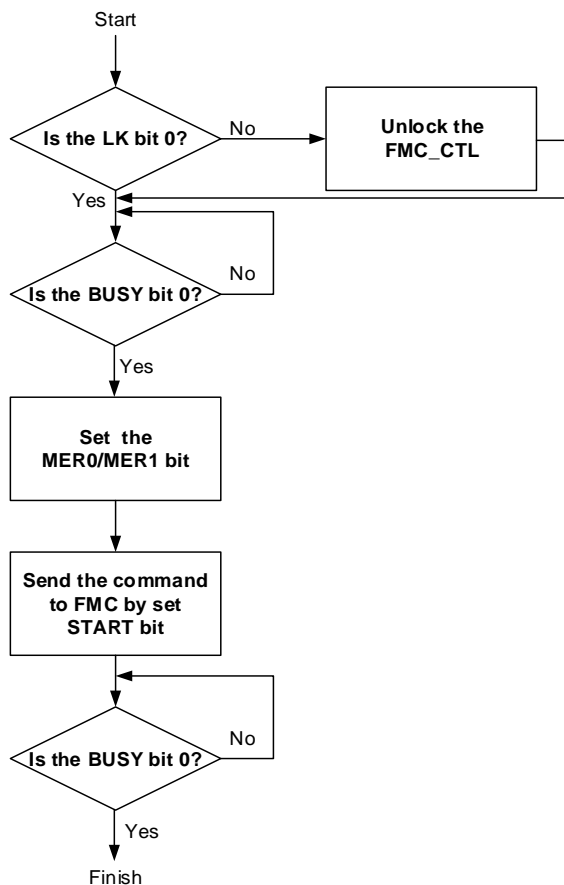 Start
Is the LK bit 0?
No
Unlock the
FMC_CTL
Yes
No
Is the BUSY bit 0?
Yes
Set the
MER0/MER1 bit
Send the command
to FMC by set
START bit
No
Is the BUSY bit 0?
Yes
Finish